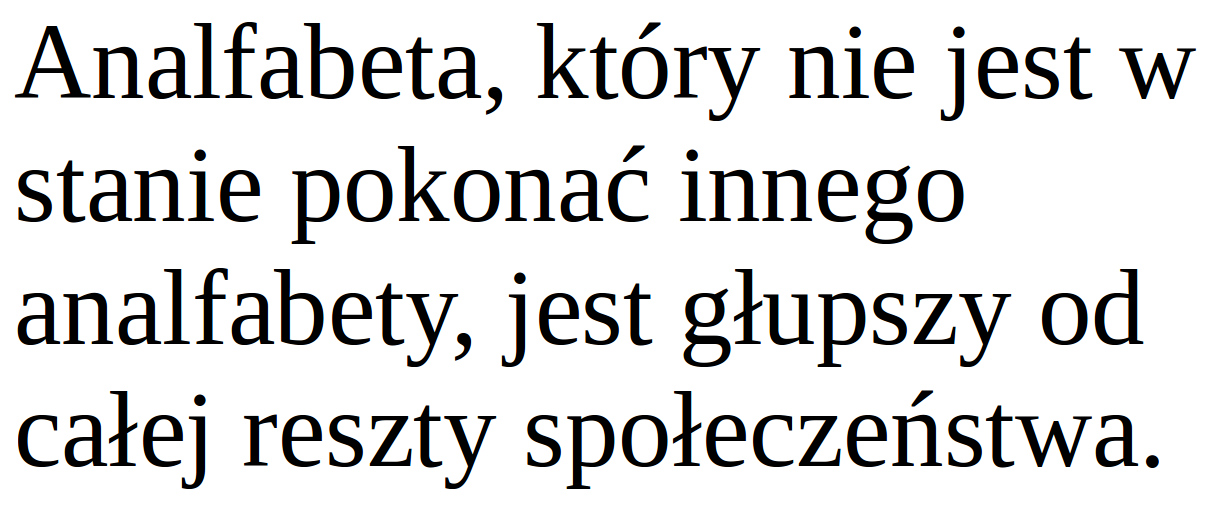 Analfabeta, który nie jest w
stanie pokonać innego
analfabety, jest głupszy od
całej reszty społeczeństwa.